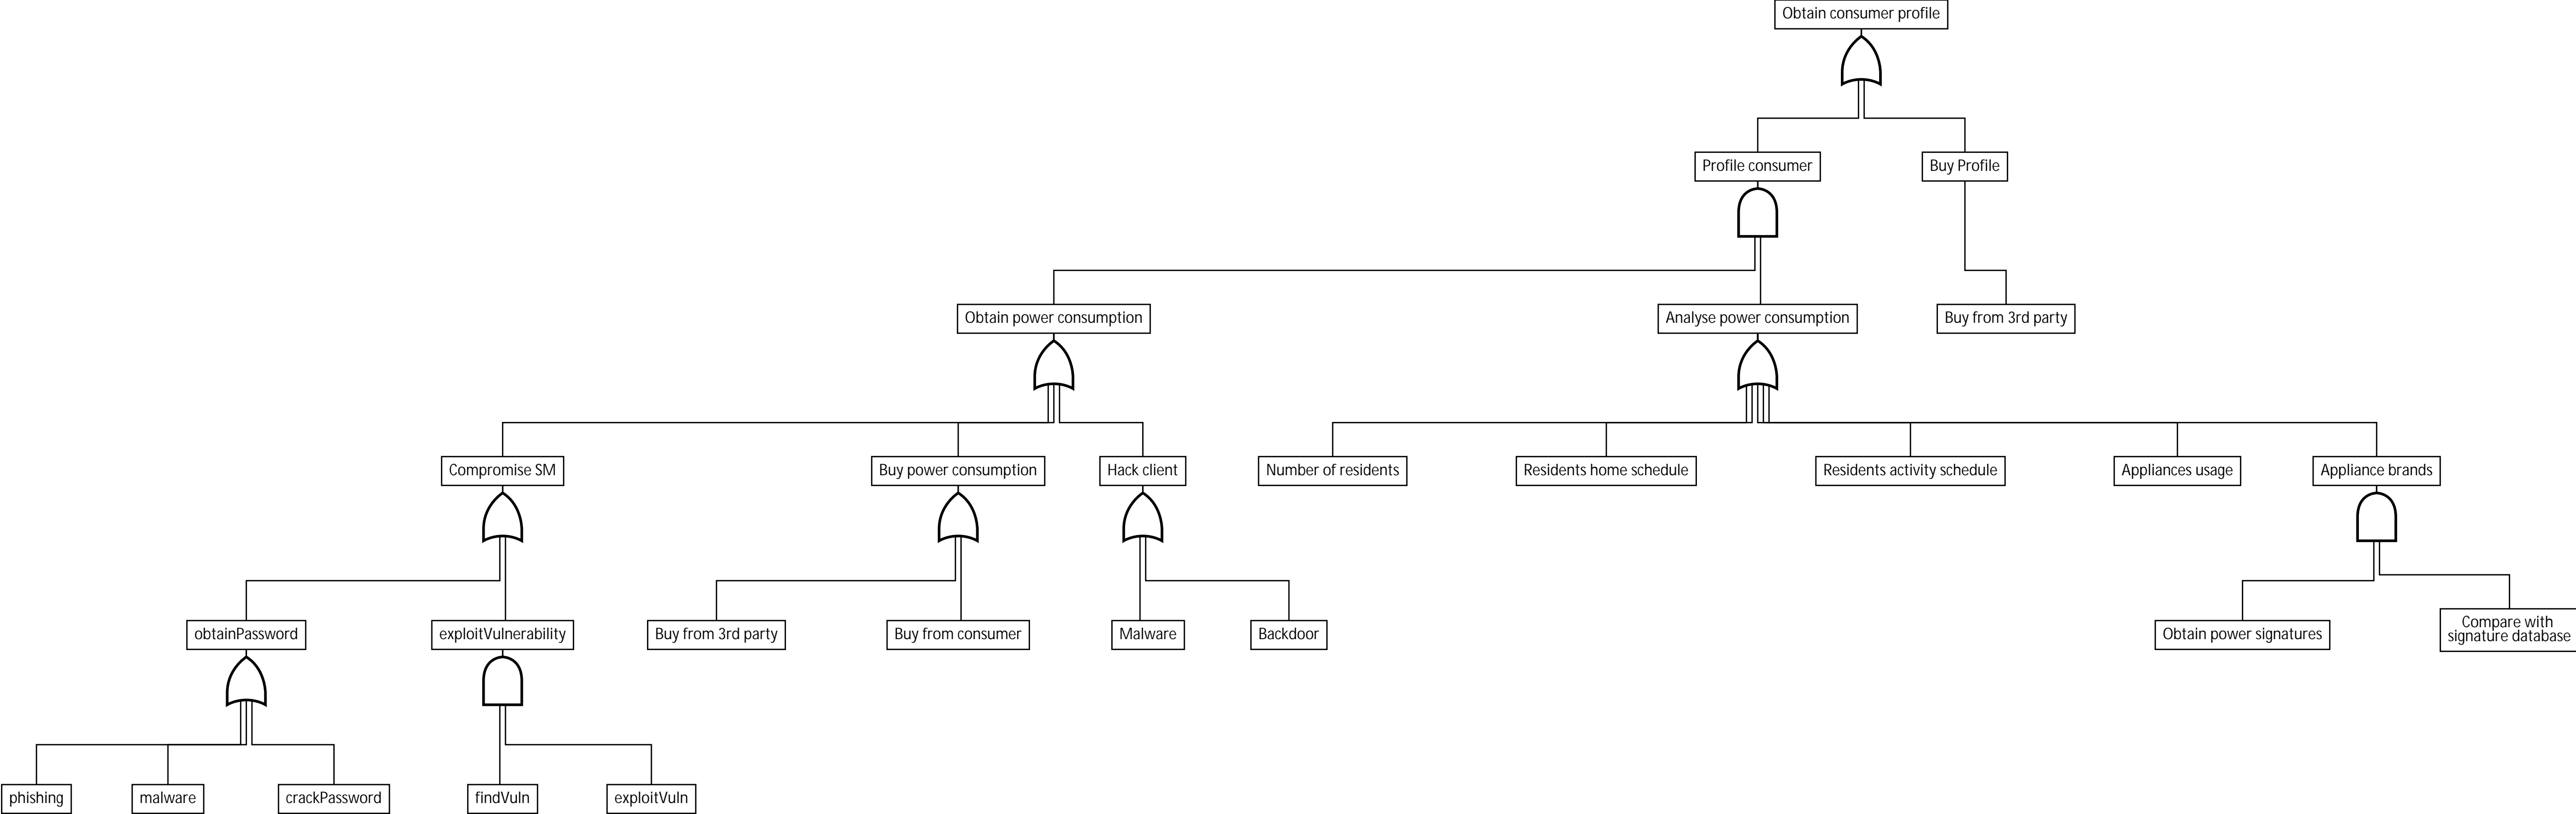 Obtain consumer profile
Profile consumer
Buy Profile
Obtain power consumption
Analyse power consumption
Buy from 3rd party
Compromise SM
Buy power consumption
Hack client
Number of residents
Residents home schedule
Residents activity schedule
Appliances usage
Appliance brands
obtainPassword
exploitVulnerability
Buy from 3rd party
Buy from consumer
Malware
Backdoor
Obtain power signatures
Compare with
signature database
phishing
malware
crackPassword
findVuln
exploitVuln